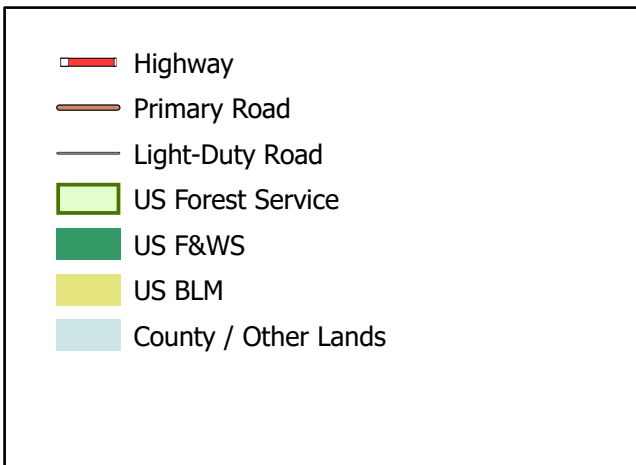 Highway
Primary Road
Light-Duty Road
US Forest Service
US F&WS
US BLM
County / Other Lands